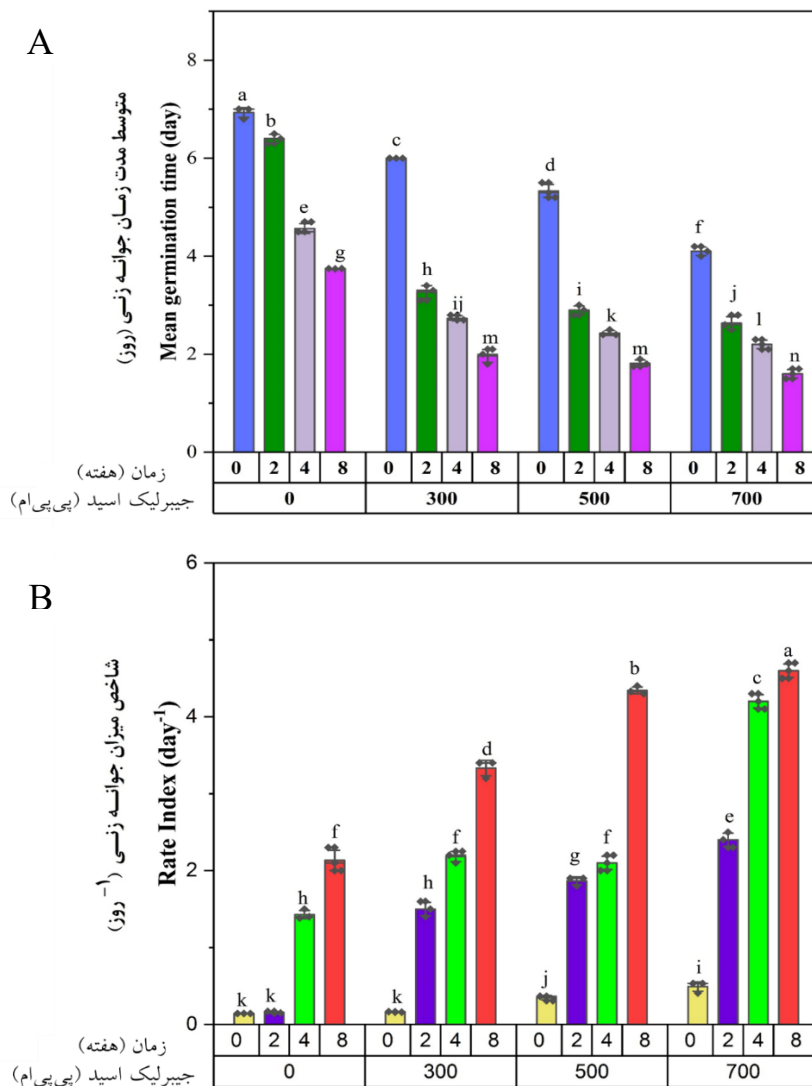 A
متوسط مدت زمان جوانه زنی (روز)
Mean germination time (day)
8
6
4
2
0
a
b
e
g
c
h
ij
m
d
i
k
m
f
j
l
n
زمان (هفته)
0 2 4 8 0 2 4 8 0 2 4 8 0 2 4 8
جیبرلیک اسید (پی‌پی‌ام)
0 300 500 700
B
شاخص میزان جوانه زنی (روز⁻¹)
Rate Index (day⁻¹)
6
4
2
0
k
k
h
f
k
h
f
d
j
g
f
b
i
e
c
a
زمان (هفته)
0 2 4 8 0 2 4 8 0 2 4 8 0 2 4 8
جیبرلیک اسید (پی‌پی‌ام)
0 300 500 700